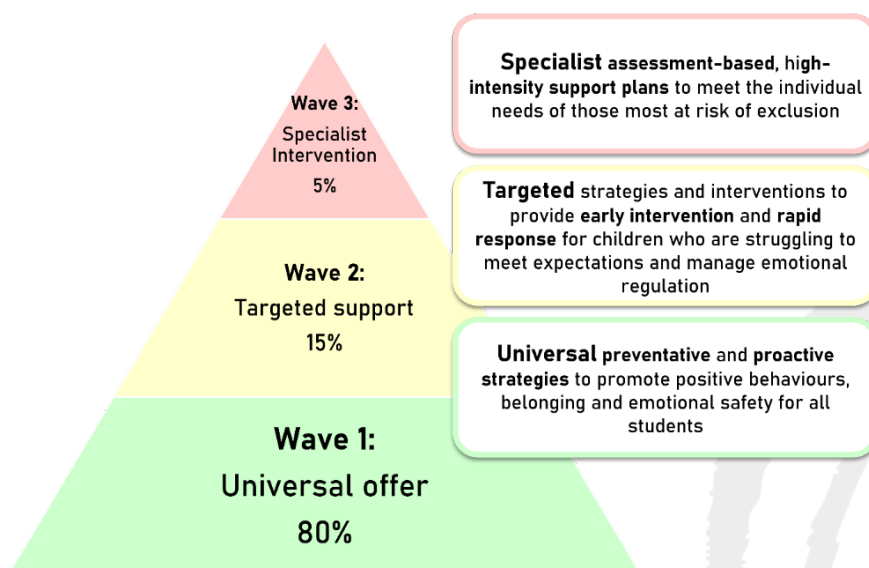 Wave 3:
Specialist
Intervention
5%
Specialist assessment-based, high-
intensity support plans to meet the individual
needs of those most at risk of exclusion
Wave 2:
Targeted support
15%
Targeted strategies and interventions to
provide early intervention and rapid
response for children who are struggling to
meet expectations and manage emotional
regulation
Wave 1:
Universal offer
80%
Universal preventative and proactive
strategies to promote positive behaviours,
belonging and emotional safety for all
students